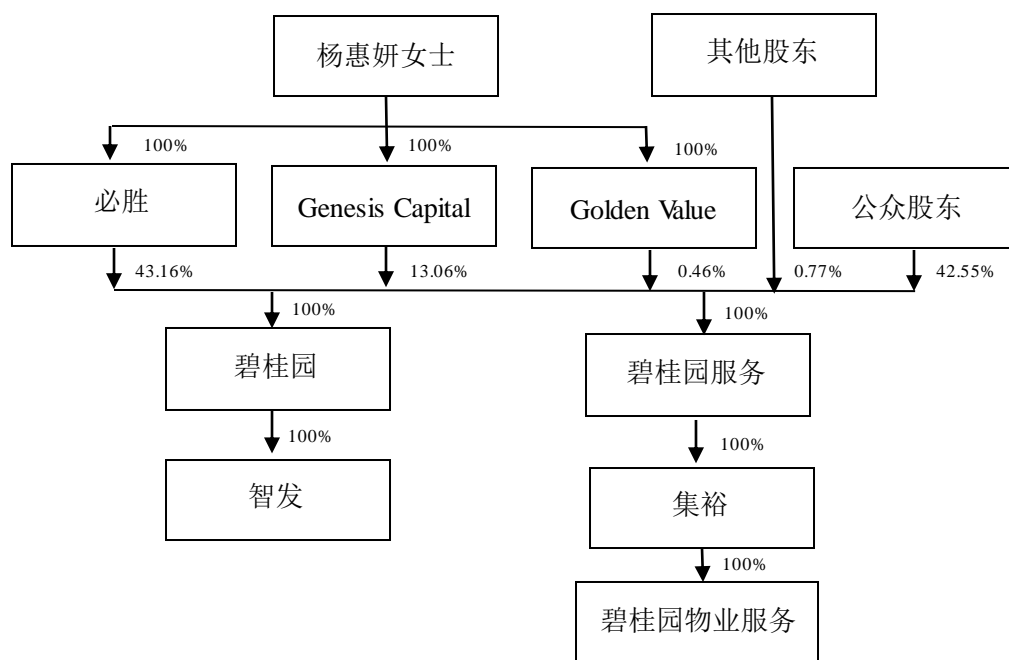 杨惠妍女士
其他股东
100%
100%
100%
必胜
Genesis Capital
Golden Value
公众股东
43.16%
13.06%
0.46%
0.77%
42.55%
100%
100%
碧桂园
碧桂园服务
100%
100%
智发
集裕
100%
碧桂园物业服务